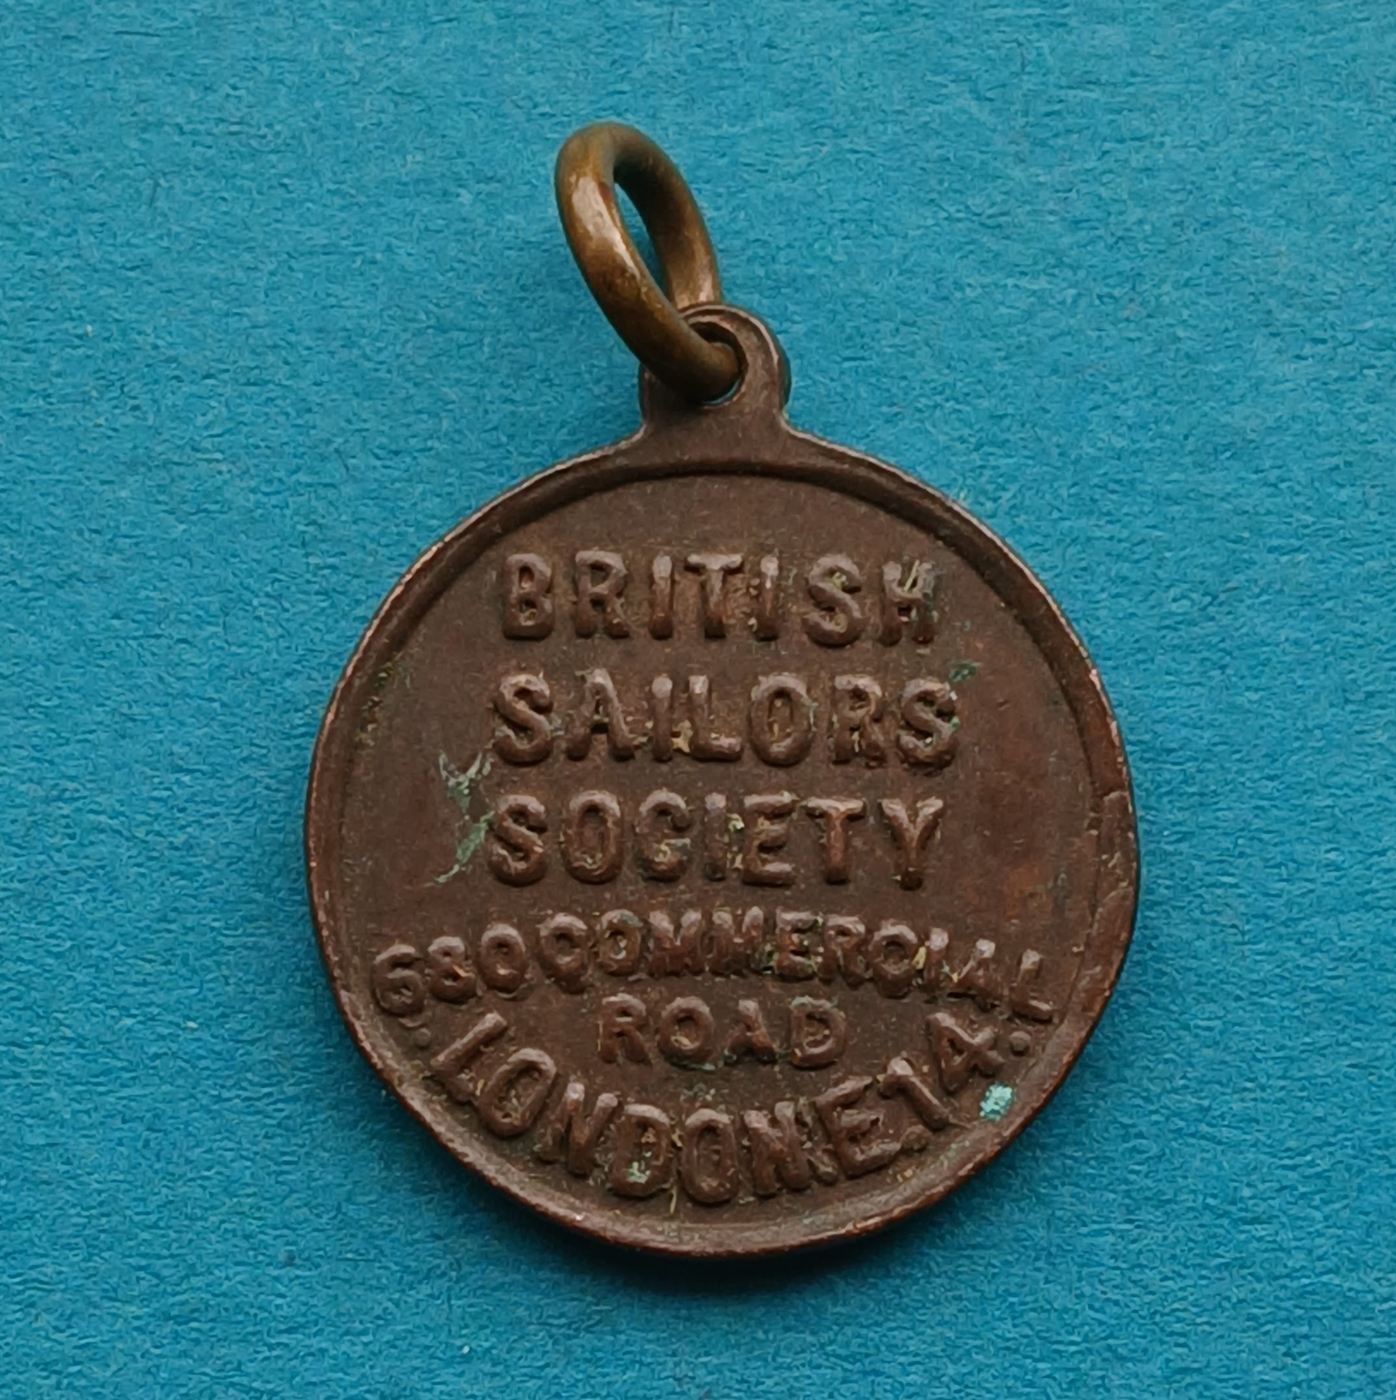 BRITISH
SAILORS
SOCIETY
680 COMMERCIAL
ROAD
. LONDON.E.14. .